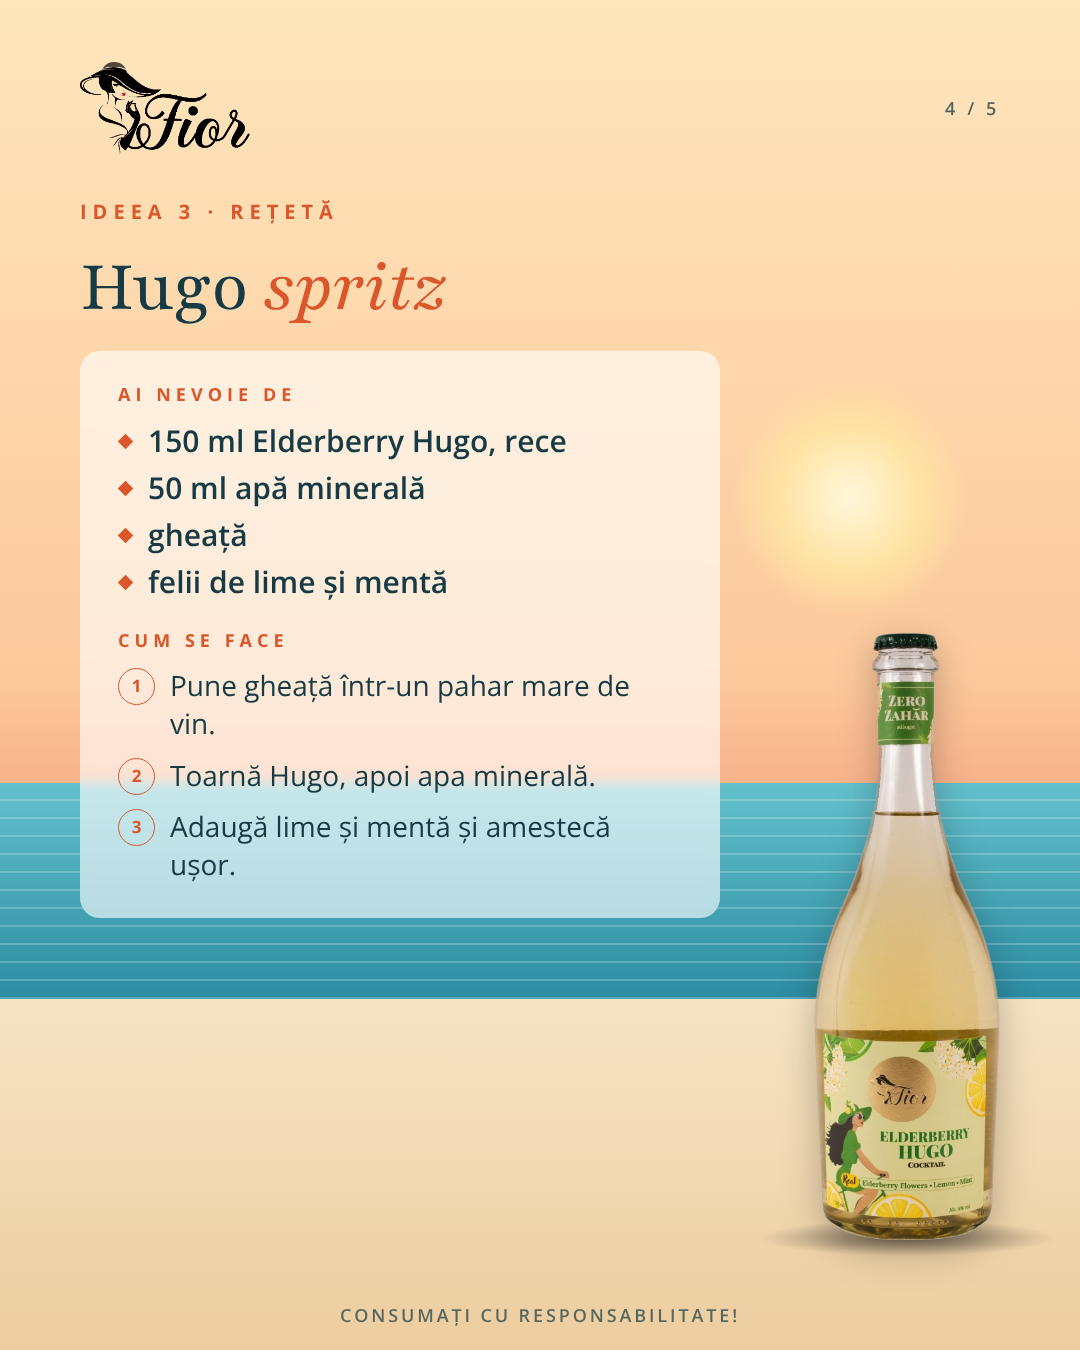 Fior
4 / 5
IDEEA 3 · REȚETĂ
Hugo spritz
AI NEVOIE DE
150 ml Elderberry Hugo, rece
50 ml apă minerală
gheață
felii de lime și mentă
CUM SE FACE
1 Pune gheață într-un pahar mare de
vin.
2 Toarnă Hugo, apoi apa minerală.
3 Adaugă lime și mentă și amestecă
ușor.
ZERO
ZAHĂR
adăugat
Fior
ELDERBERRY
HUGO
COCKTAIL
Real Elderberry Flowers • Lemon • Mint
CONSUMAȚI CU RESPONSABILITATE!